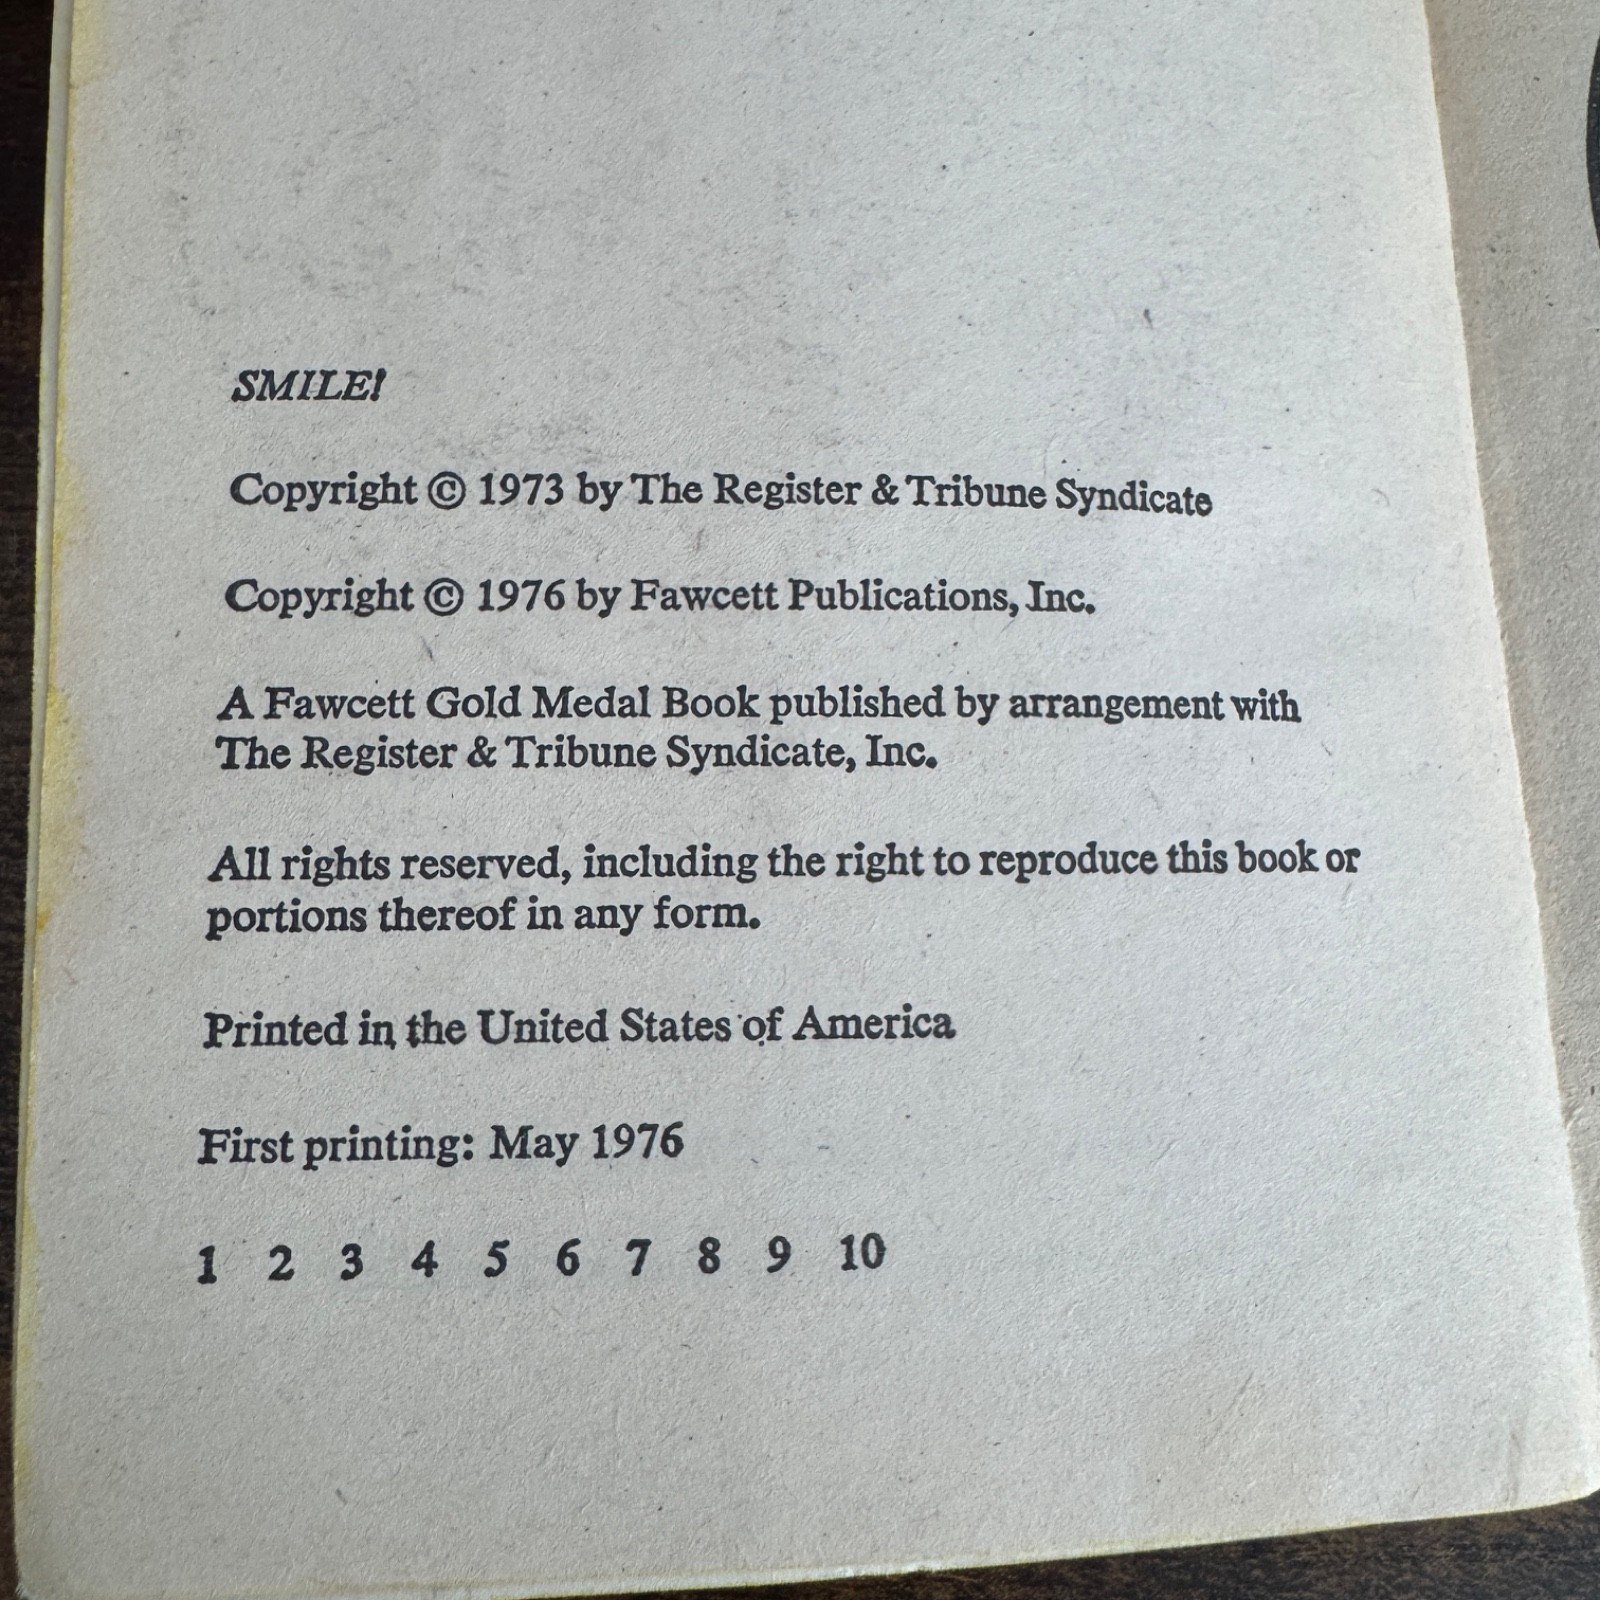 SMILE!
Copyright © 1973 by The Register & Tribune Syndicate
Copyright © 1976 by Fawcett Publications, Inc.
A Fawcett Gold Medal Book published by arrangement with
The Register & Tribune Syndicate, Inc.
All rights reserved, including the right to reproduce this book or
portions thereof in any form.
Printed in the United States of America
First printing: May 1976
1 2 3 4 5 6 7 8 9 10